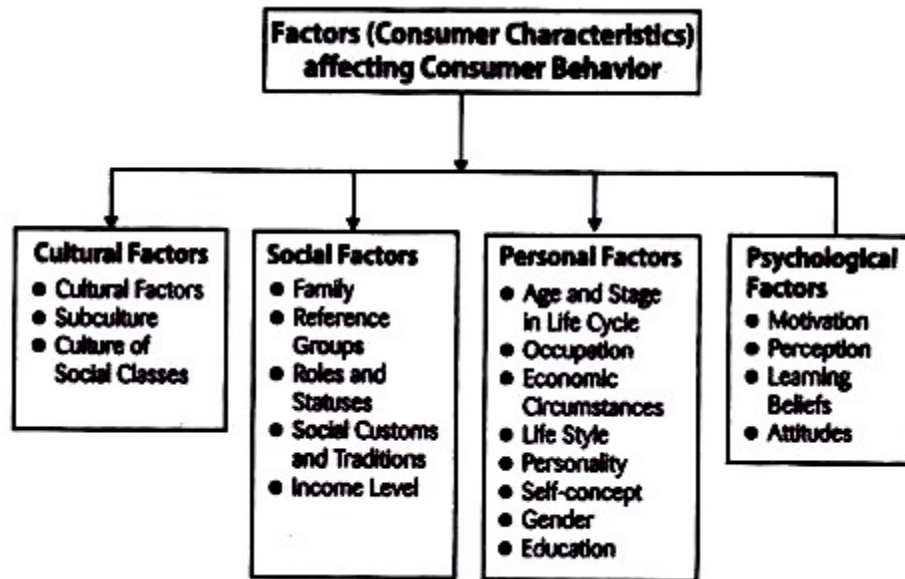 Factors (Consumer Characteristics)
affecting Consumer Behavior
Cultural Factors
● Cultural Factors
● Subculture
● Culture of
Social Classes
Social Factors
● Family
● Reference
Groups
● Roles and
Statuses
● Social Customs
and Traditions
● Income Level
Personal Factors
● Age and Stage
in Life Cycle
● Occupation
● Economic
Circumstances
● Life Style
● Personality
● Self-concept
● Gender
● Education
Psychological
Factors
● Motivation
● Perception
● Learning
Beliefs
● Attitudes